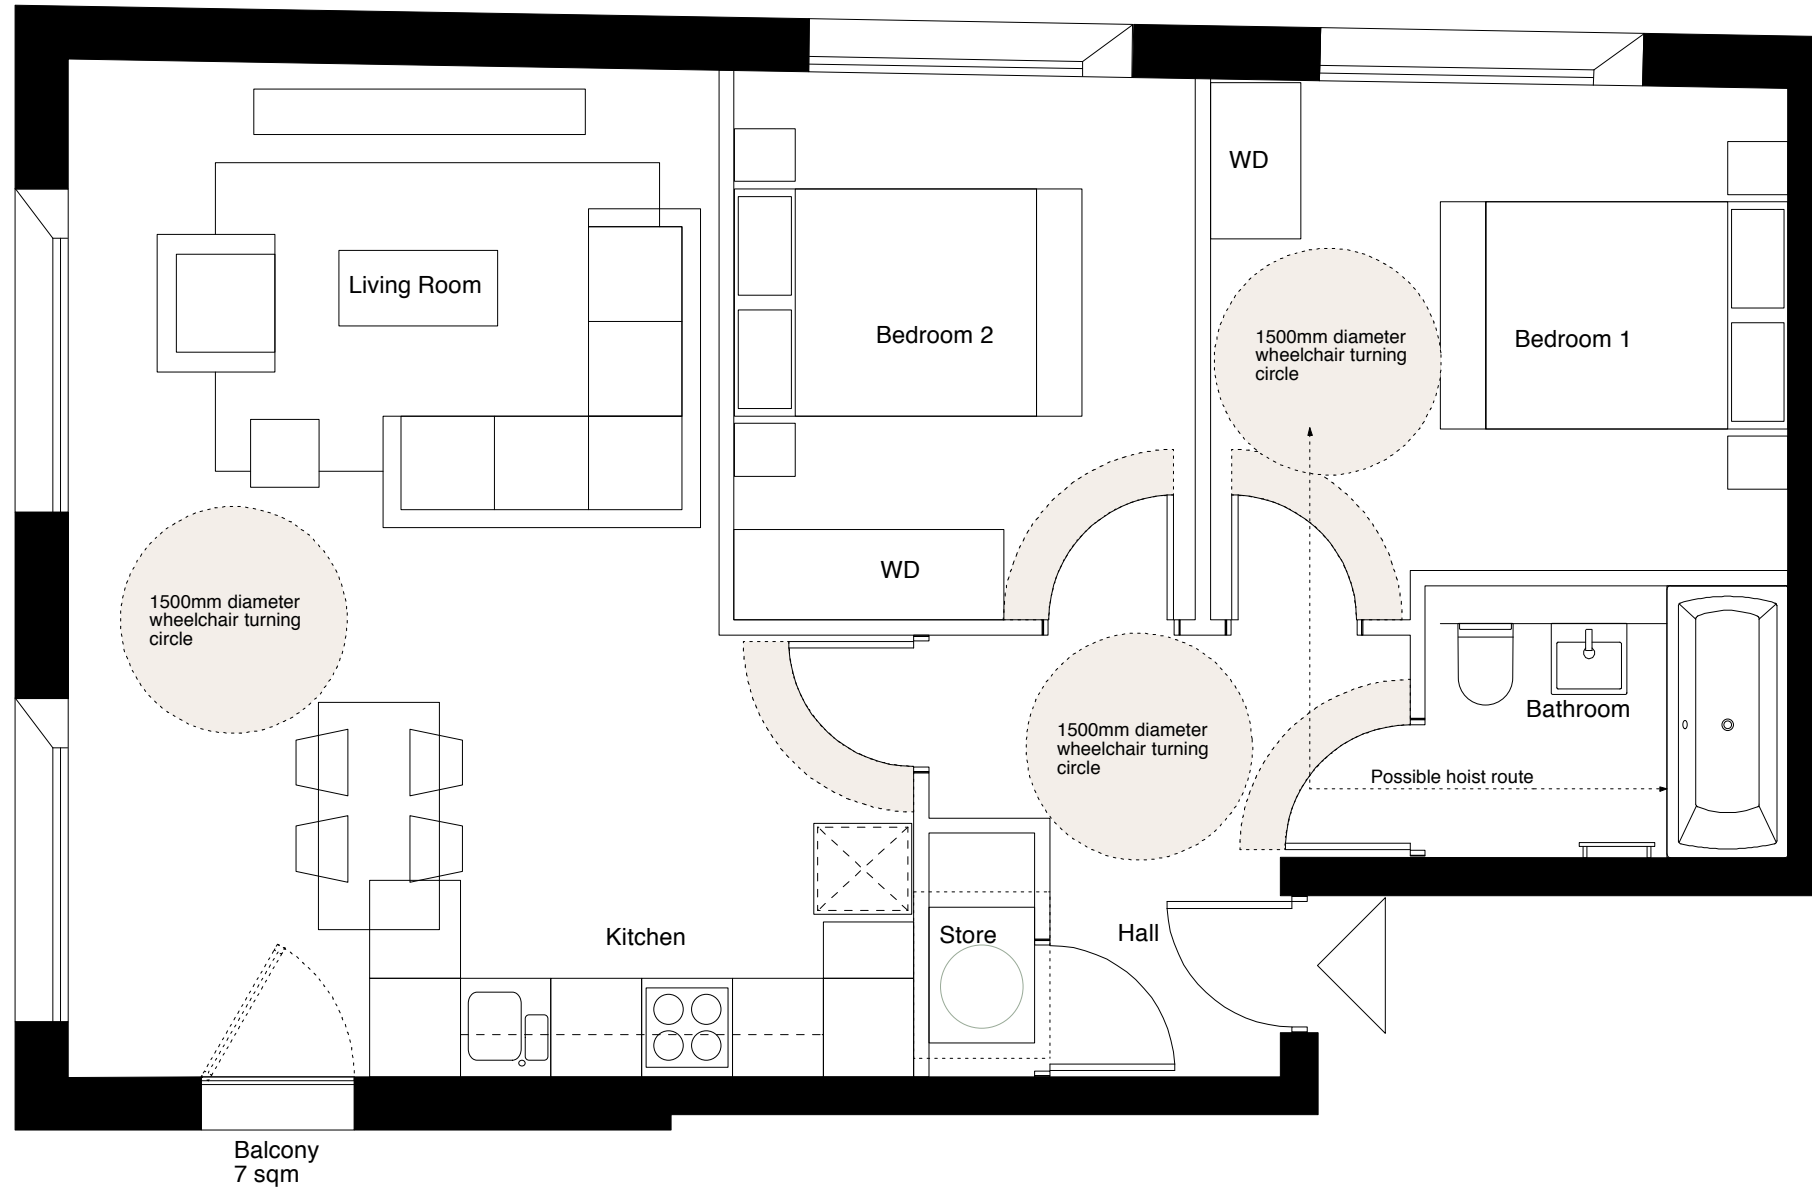 WD
Living Room
Bedroom 2
1500mm diameter
wheelchair turning
circle
Bedroom 1
WD
1500mm diameter
wheelchair turning
circle
Bathroom
1500mm diameter
wheelchair turning
circle
Possible hoist route
Kitchen
Store
Hall
Balcony
7 sqm